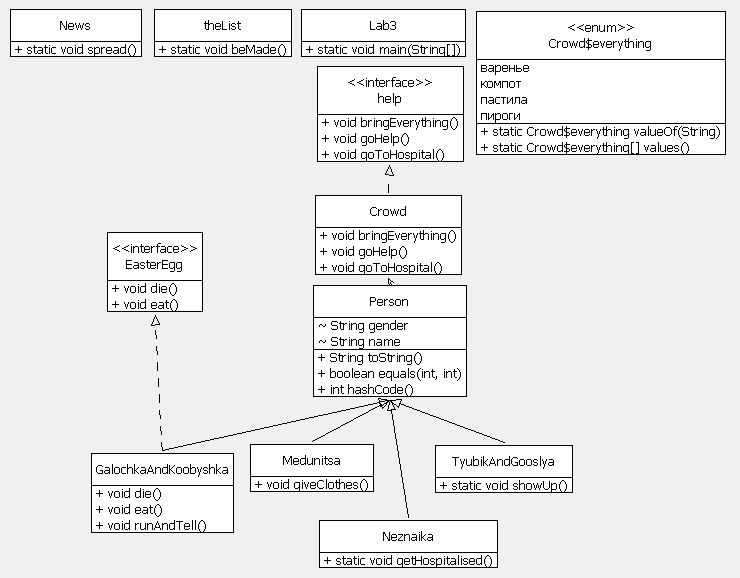 News
+ static void spread()
theList
+ static void beMade()
Lab3
+ static void main(String[])
<<enum>>
Crowd$everything
варенье
компот
пастила
пироги
+ static Crowd$everything valueOf(String)
+ static Crowd$everything[] values()
<<interface>>
help
+ void bringEverything()
+ void goHelp()
+ void goToHospital()
Crowd
+ void bringEverything()
+ void goHelp()
+ void goToHospital()
<<interface>>
EasterEgg
+ void die()
+ void eat()
Person
~ String gender
~ String name
+ String toString()
+ boolean equals(int, int)
+ int hashCode()
GalochkaAndKoobyshka
+ void die()
+ void eat()
+ void runAndTell()
Medunitsa
+ void giveClothes()
TyubikAndGooslya
+ static void showUp()
Neznaika
+ static void getHospitalised()